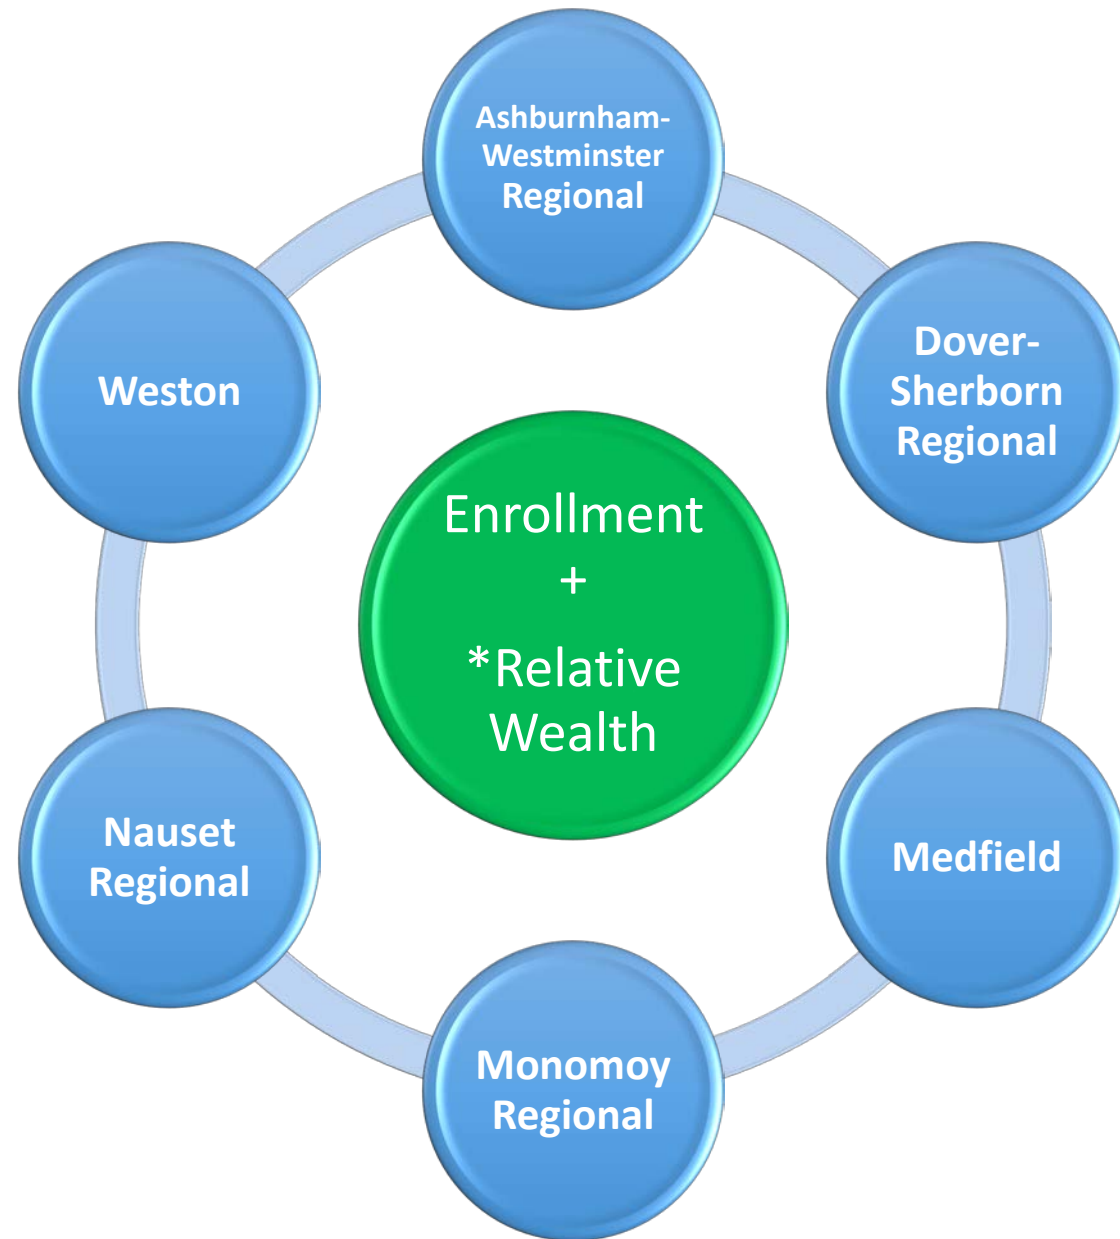 Ashburnham-
Westminster
Regional
Dover-
Sherborn
Regional
Weston
Enrollment
+
*Relative
Wealth
Nauset
Regional
Medfield
Monomoy
Regional